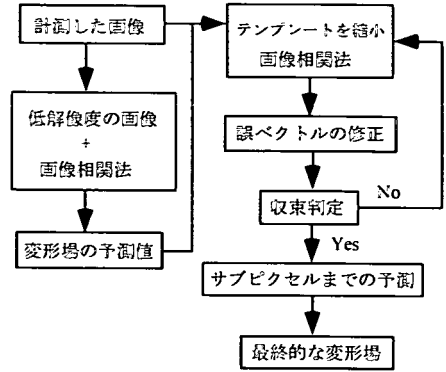 計測した画像
低解像度の画像
+
画像相関法
変形場の予測値
テンプレートを縮小
画像相関法
誤ベクトルの修正
収束判定
No
Yes
サブピクセルまでの予測
最終的な変形場